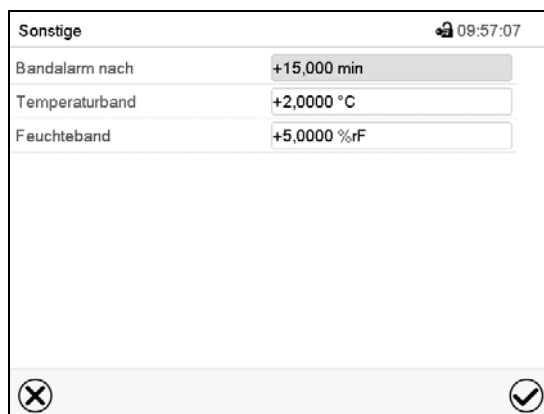 Sonstige 09:57:07
Bandalarm nach +15,000 min
Temperaturband +2,0000 °C
Feuchteband +5,0000 %rF